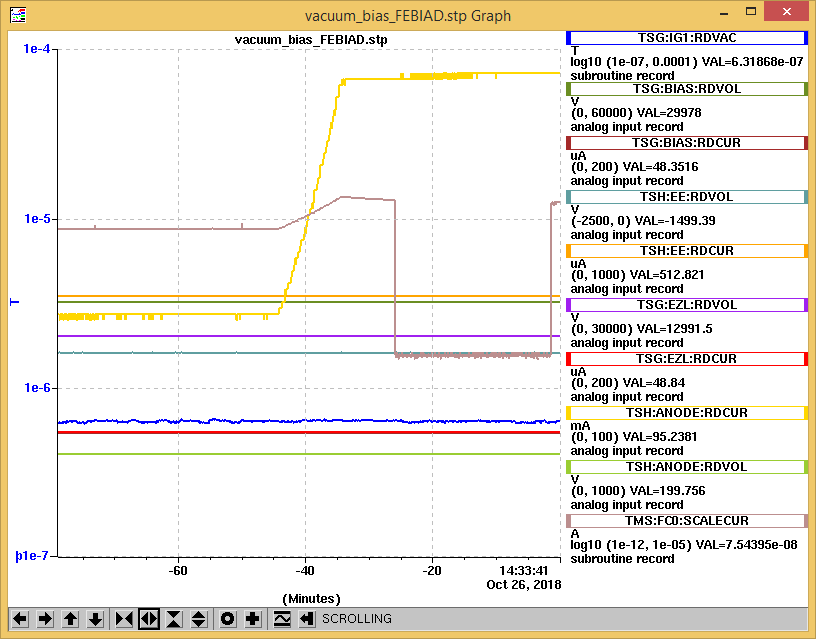 vacuum_bias_FEBIAD.stp Graph
vacuum_bias_FEBIAD.stp
1e-4
1e-5
T
1e-6
1e-7
-60
-40
-20
14:33:41
Oct 26, 2018
(Minutes)
TSG:IG1:RDVAC
T
log10 (1e-07, 0.0001) VAL=6.31868e-07
subroutine record
TSG:BIAS:RDVOL
V
(0, 60000) VAL=29978
analog input record
TSG:BIAS:RDCUR
uA
(0, 200) VAL=48.3516
analog input record
TSH:EE:RDVOL
V
(-2500, 0) VAL=-1499.39
analog input record
TSH:EE:RDCUR
uA
(0, 1000) VAL=512.821
analog input record
TSG:EZL:RDVOL
V
(0, 30000) VAL=12991.5
analog input record
TSG:EZL:RDCUR
uA
(0, 200) VAL=48.84
analog input record
TSH:ANODE:RDCUR
mA
(0, 100) VAL=95.2381
analog input record
TSH:ANODE:RDVOL
V
(0, 1000) VAL=199.756
analog input record
TMS:FC0:SCALECUR
A
log10 (1e-12, 1e-05) VAL=7.54395e-08
subroutine record
SCROLLING